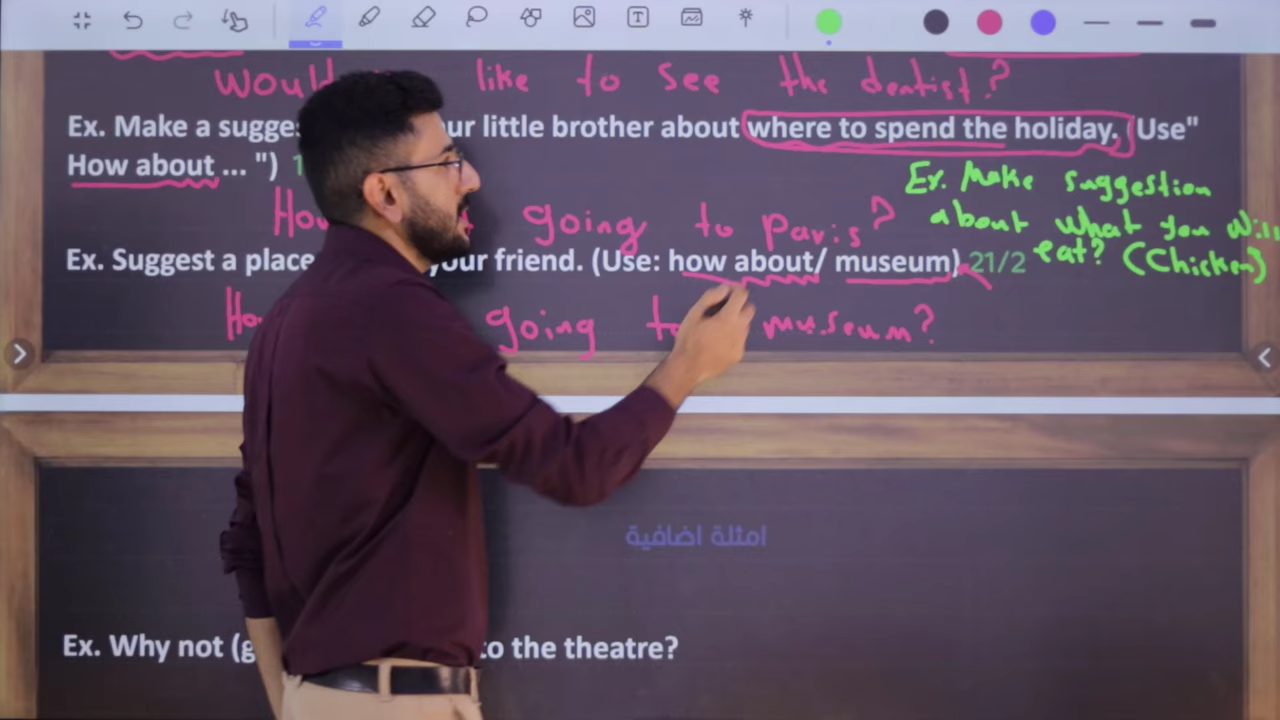 would like to see the dentist?
Ex. Make a sugges ur little brother about where to spend the holiday. (Use"
How about ... ")
Ex. Make suggestion
about what you will
eat? (Chicken)
going to paris?
Ex. Suggest a place your friend. (Use: how about/ museum) 21/2
going museum?
امثلة اضافية
Ex. Why not (g to the theatre?